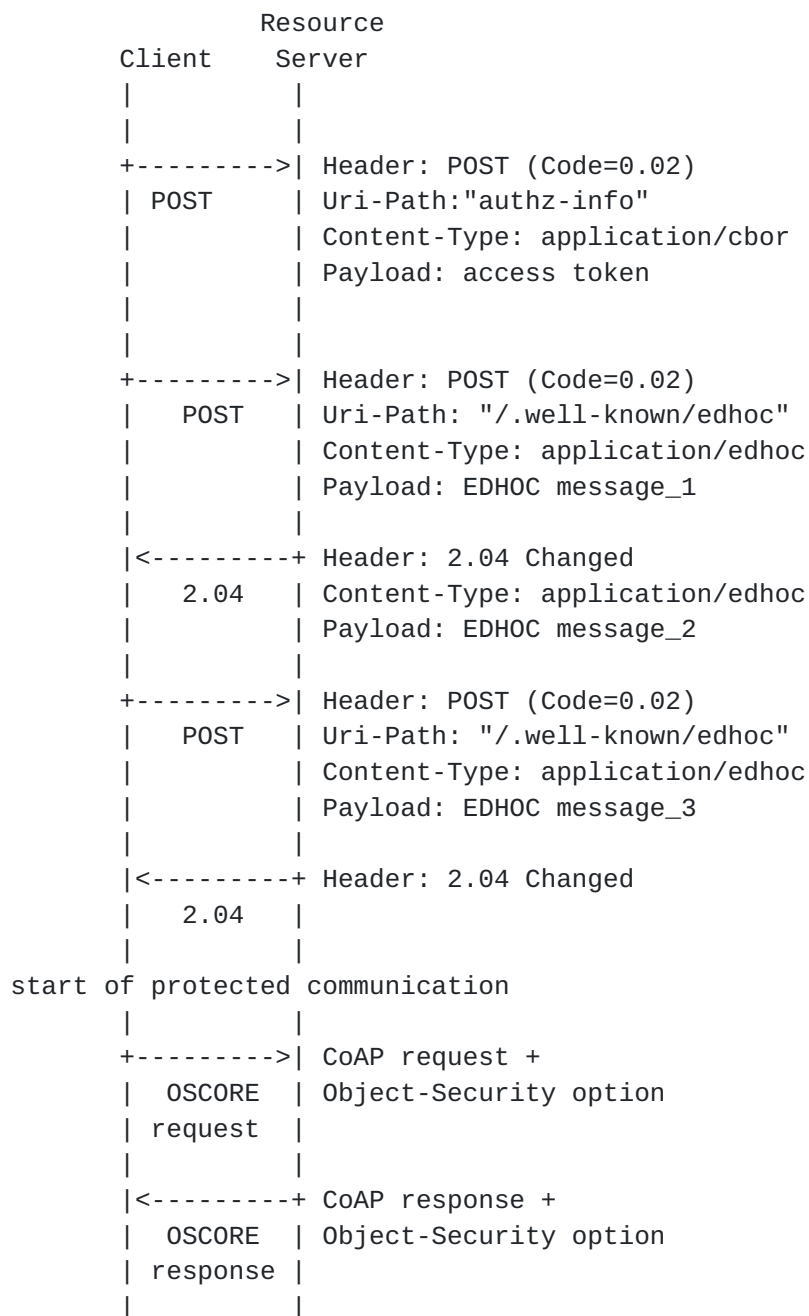 Resource
       Client    Server
        |          |
        |          |
        +--------->| Header: POST (Code=0.02)
        | POST     | Uri-Path:"authz-info"
        |          | Content-Type: application/cbor
        |          | Payload: access token
        |          |
        |          |
        +--------->| Header: POST (Code=0.02)
        |   POST   | Uri-Path: "/.well-known/edhoc"
        |          | Content-Type: application/edhoc
        |          | Payload: EDHOC message_1
        |          |
        |<---------+ Header: 2.04 Changed
        |   2.04   | Content-Type: application/edhoc
        |          | Payload: EDHOC message_2
        |          |
        +--------->| Header: POST (Code=0.02)
        |   POST   | Uri-Path: "/.well-known/edhoc"
        |          | Content-Type: application/edhoc
        |          | Payload: EDHOC message_3
        |          |
        |<---------+ Header: 2.04 Changed
        |   2.04   |
        |          |
start of protected communication
        |          |
        +--------->| CoAP request +
        |  OSCORE  | Object-Security option
        | request  |
        |          |
        |<---------+ CoAP response +
        |  OSCORE  | Object-Security option
        | response |
        |          |